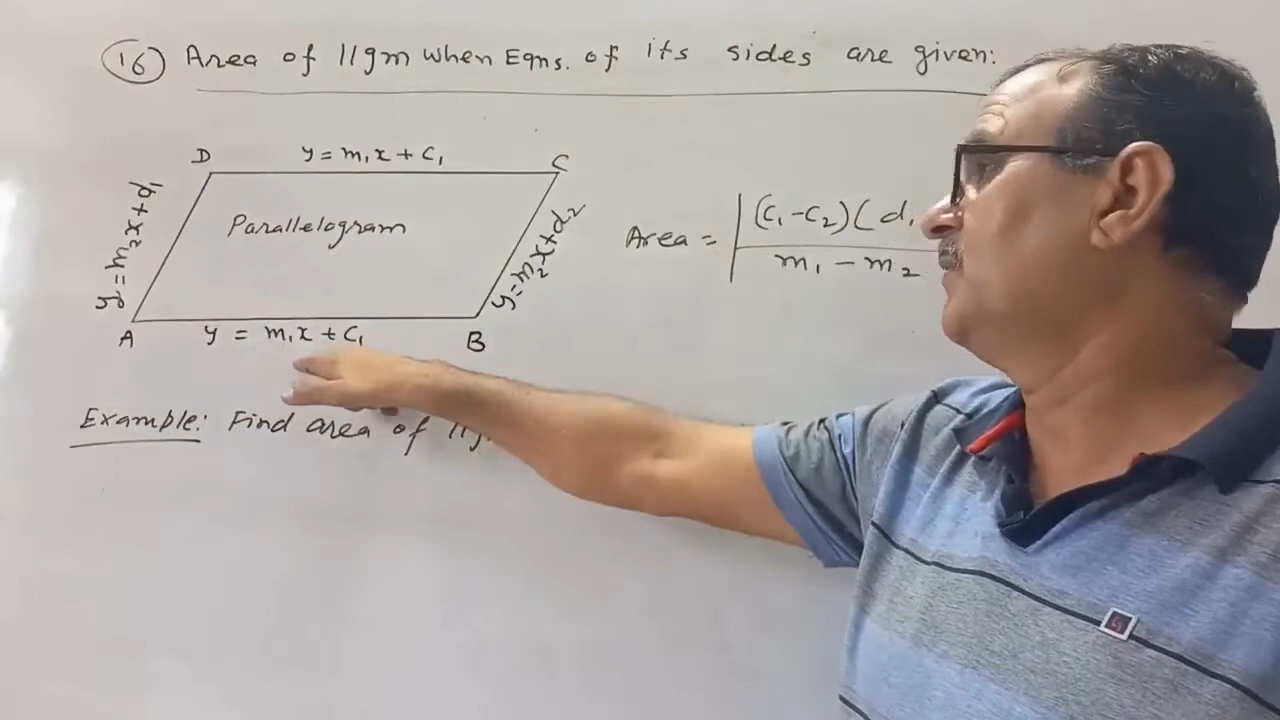 16 Area of ||gm when Eqns. of its sides are given:
D y = m₁x + C₁ C
y = m₂x + d₁
Parallelogram
y = m₂x + d₂
Area = |(C₁ - C₂)(d₁
m₁ - m₂
A y = m₁x + C₁ B
Example: Find area of ||g